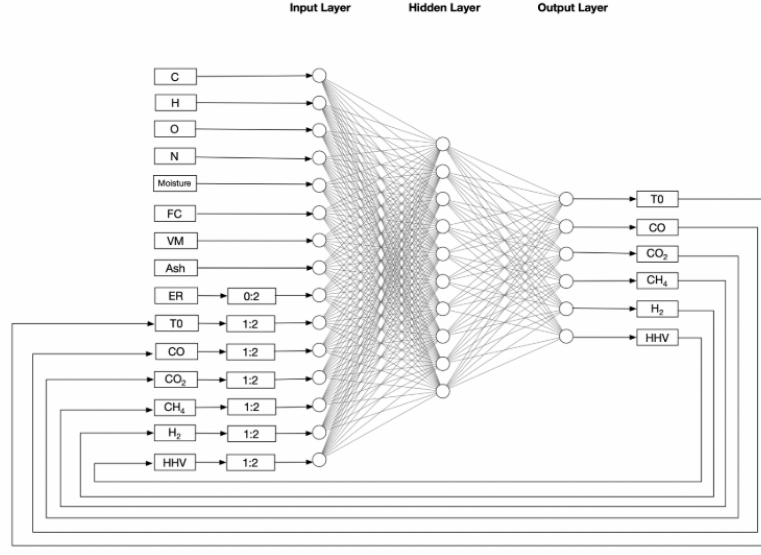 Input Layer Hidden Layer Output Layer
C
H
O
N
Moisture
FC
VM
Ash
ER 0:2
T0 1:2
CO 1:2
CO₂ 1:2
CH₄ 1:2
H₂ 1:2
HHV 1:2
T0
CO
CO₂
CH₄
H₂
HHV